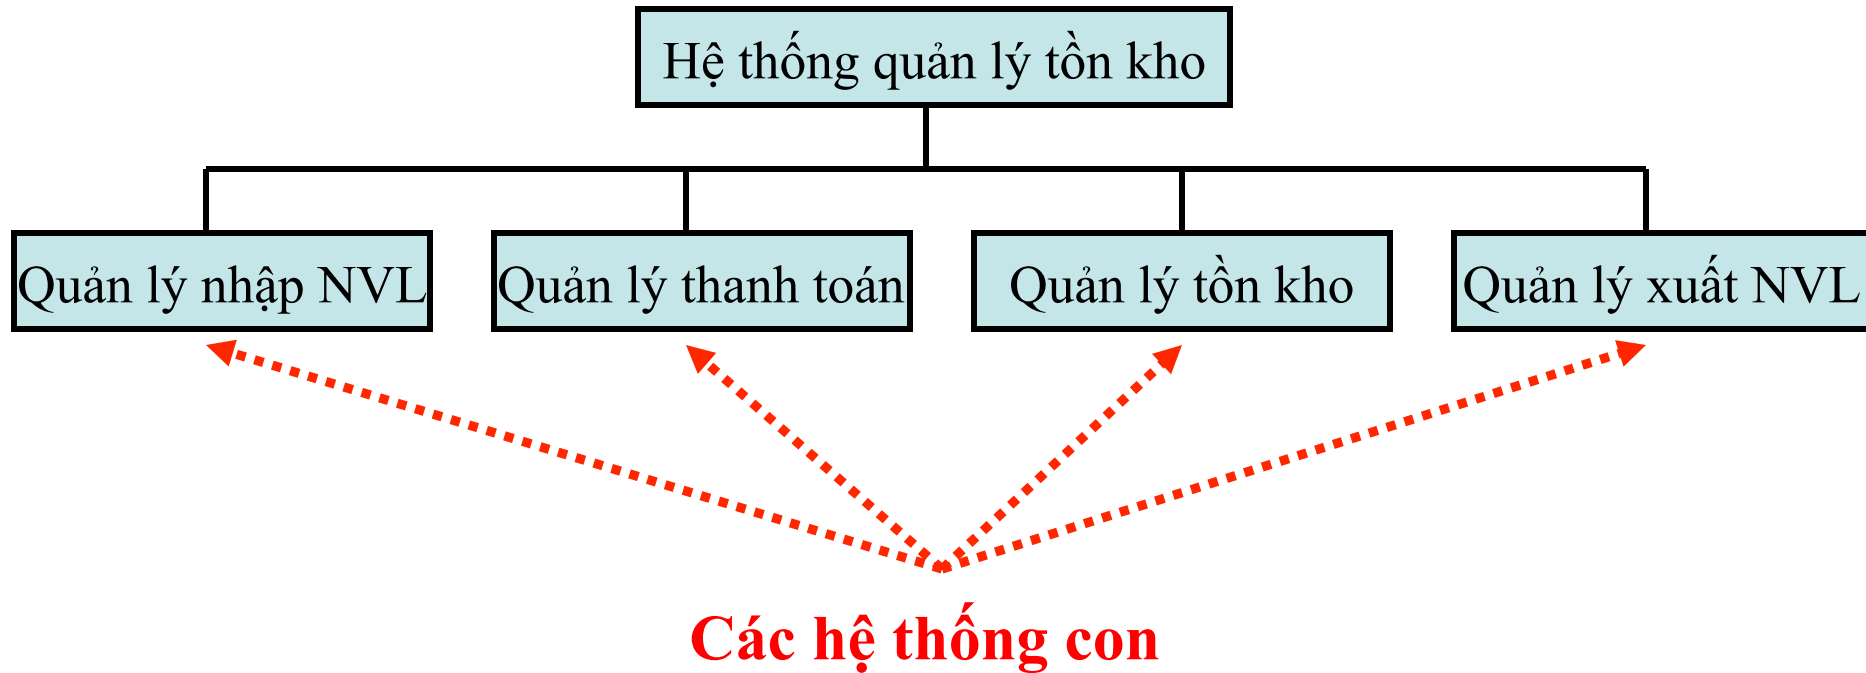 Hệ thống quản lý tồn kho
Quản lý nhập NVL
Quản lý thanh toán
Quản lý tồn kho
Quản lý xuất NVL
Các hệ thống con